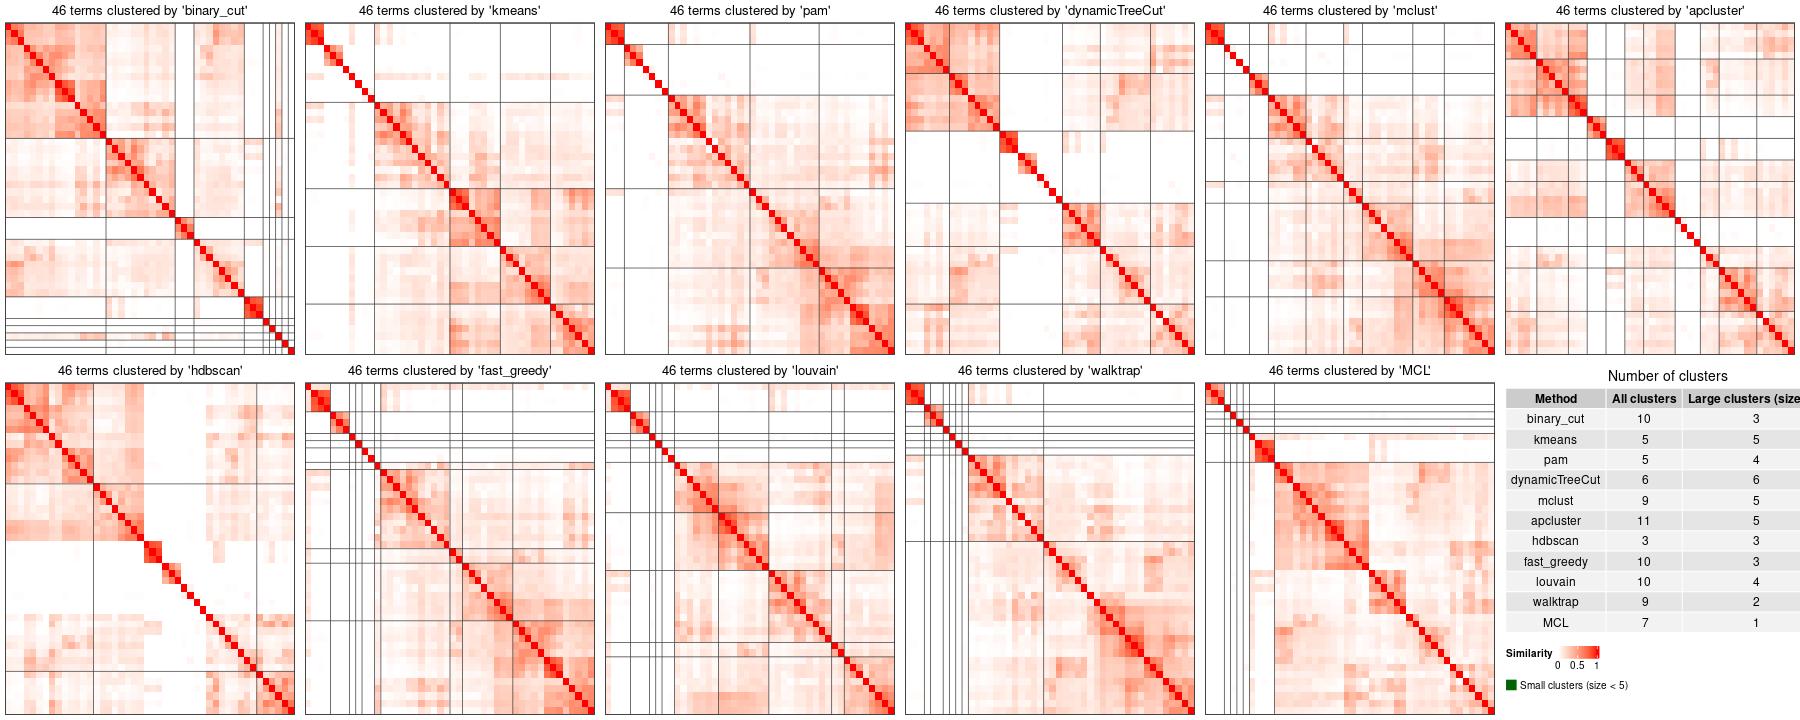 46 terms clustered by 'binary_cut'
46 terms clustered by 'kmeans'
46 terms clustered by 'pam'
46 terms clustered by 'dynamicTreeCut'
46 terms clustered by 'mclust'
46 terms clustered by 'apcluster'
46 terms clustered by 'hdbscan'
46 terms clustered by 'fast_greedy'
46 terms clustered by 'louvain'
46 terms clustered by 'walktrap'
46 terms clustered by 'MCL'
Number of clusters
Method All clusters Large clusters (size
binary_cut 10 3
kmeans 5 5
pam 5 4
dynamicTreeCut 6 6
mclust 9 5
apcluster 11 5
hdbscan 3 3
fast_greedy 10 3
louvain 10 4
walktrap 9 2
MCL 7 1
Similarity
0 0.5 1
Small clusters (size < 5)